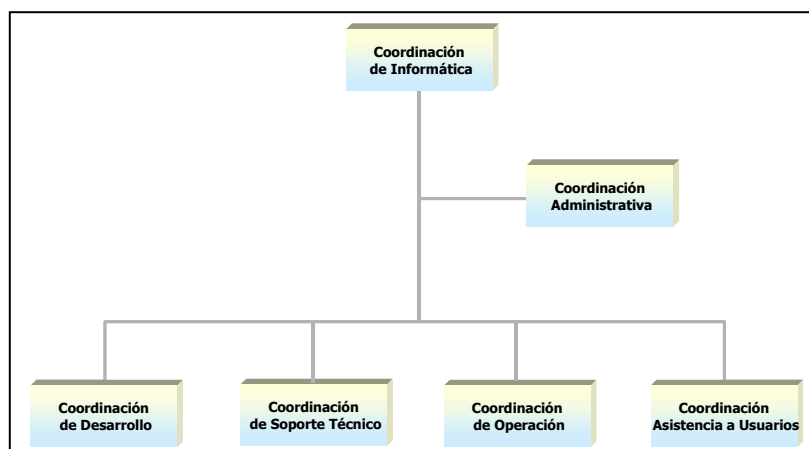 Coordinación
de Informática
Coordinación
Administrativa
Coordinación
de Desarrollo
Coordinación
de Soporte Técnico
Coordinación
de Operación
Coordinación
Asistencia a Usuarios